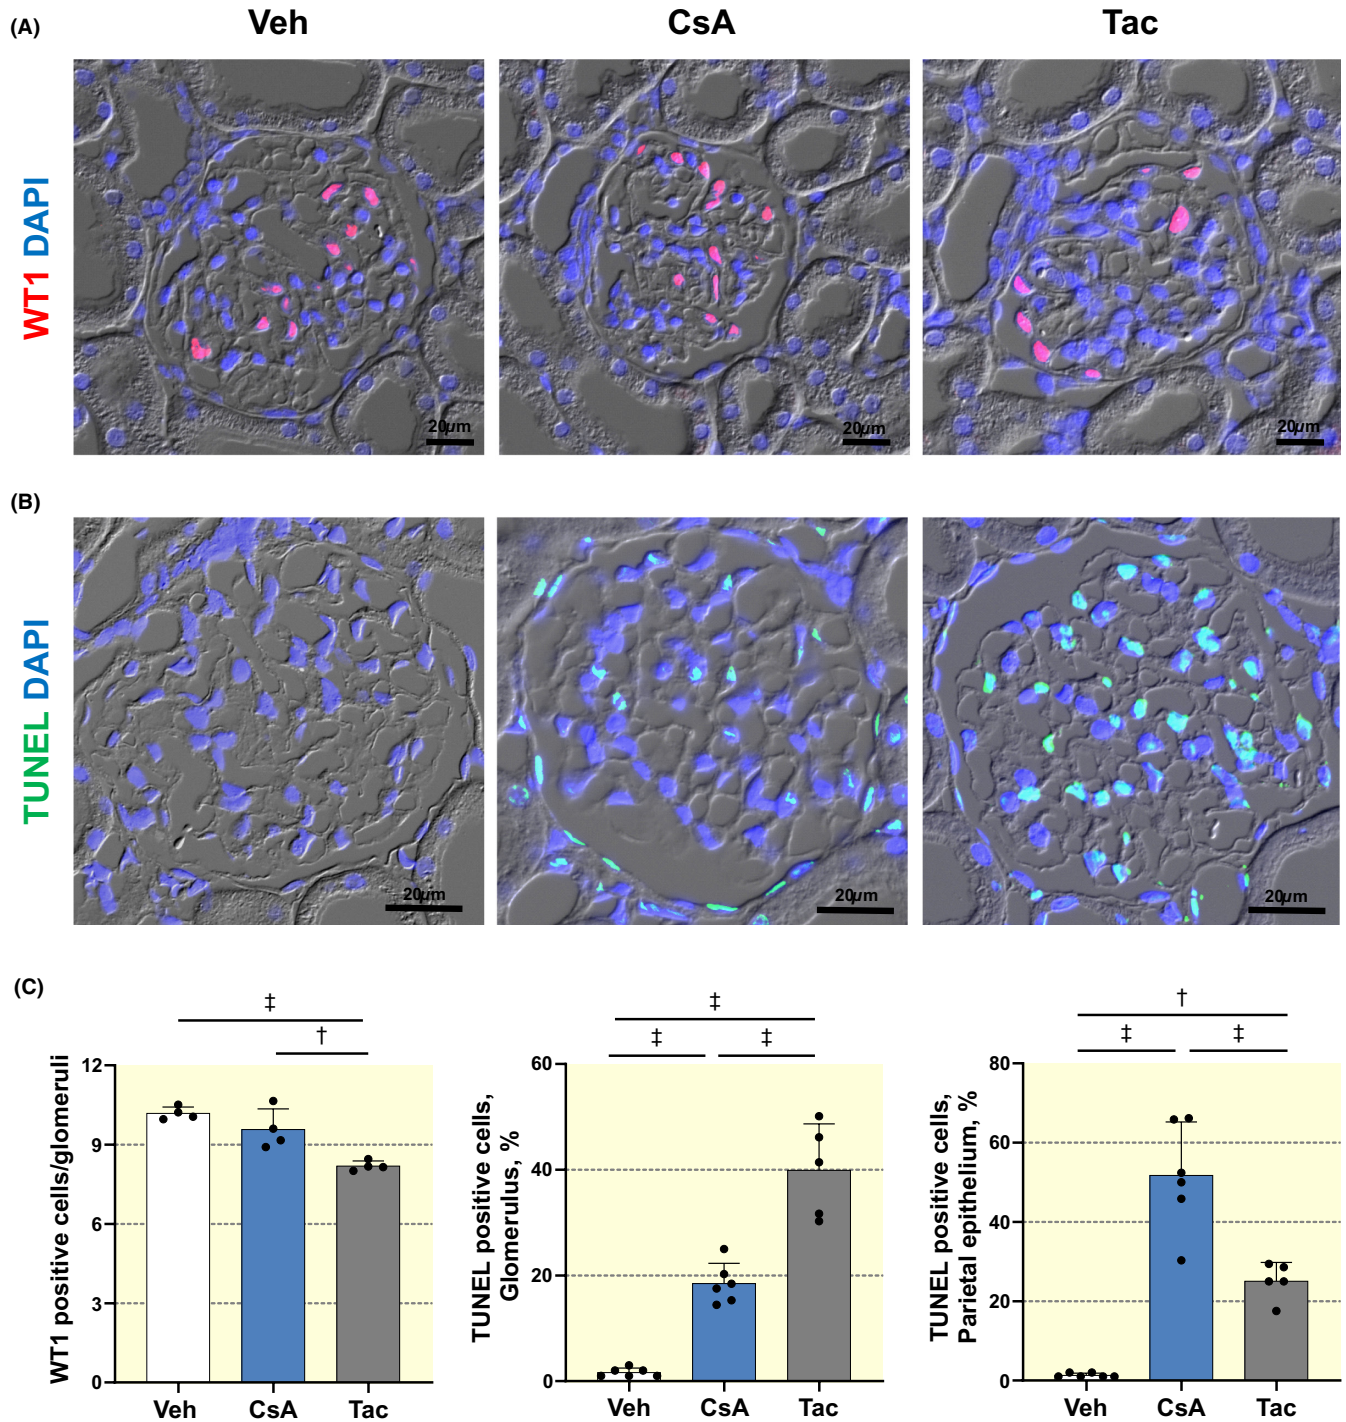 (A)
Veh CsA Tac
WT1 DAPI
20µm 20µm 20µm
(B)
TUNEL DAPI
20µm 20µm 20µm
(C)
‡
†
WT1 positive cells/glomeruli
12
9
6
3
0
Veh CsA Tac
‡
‡ ‡
TUNEL positive cells,
Glomerulus, %
60
40
20
0
Veh CsA Tac
†
‡ ‡
TUNEL positive cells,
Parietal epithelium, %
80
60
40
20
0
Veh CsA Tac